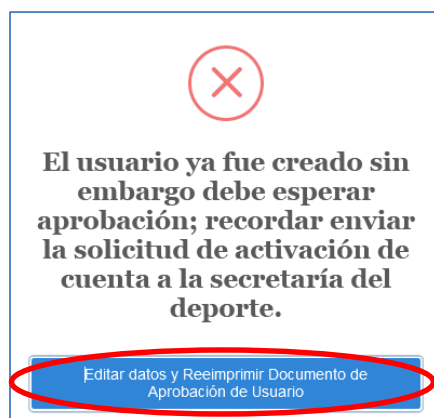 El usuario ya fue creado sin
embargo debe esperar
aprobación; recordar enviar
la solicitud de activación de
cuenta a la secretaría del
deporte.
Editar datos y Reeimprimir Documento de
Aprobación de Usuario